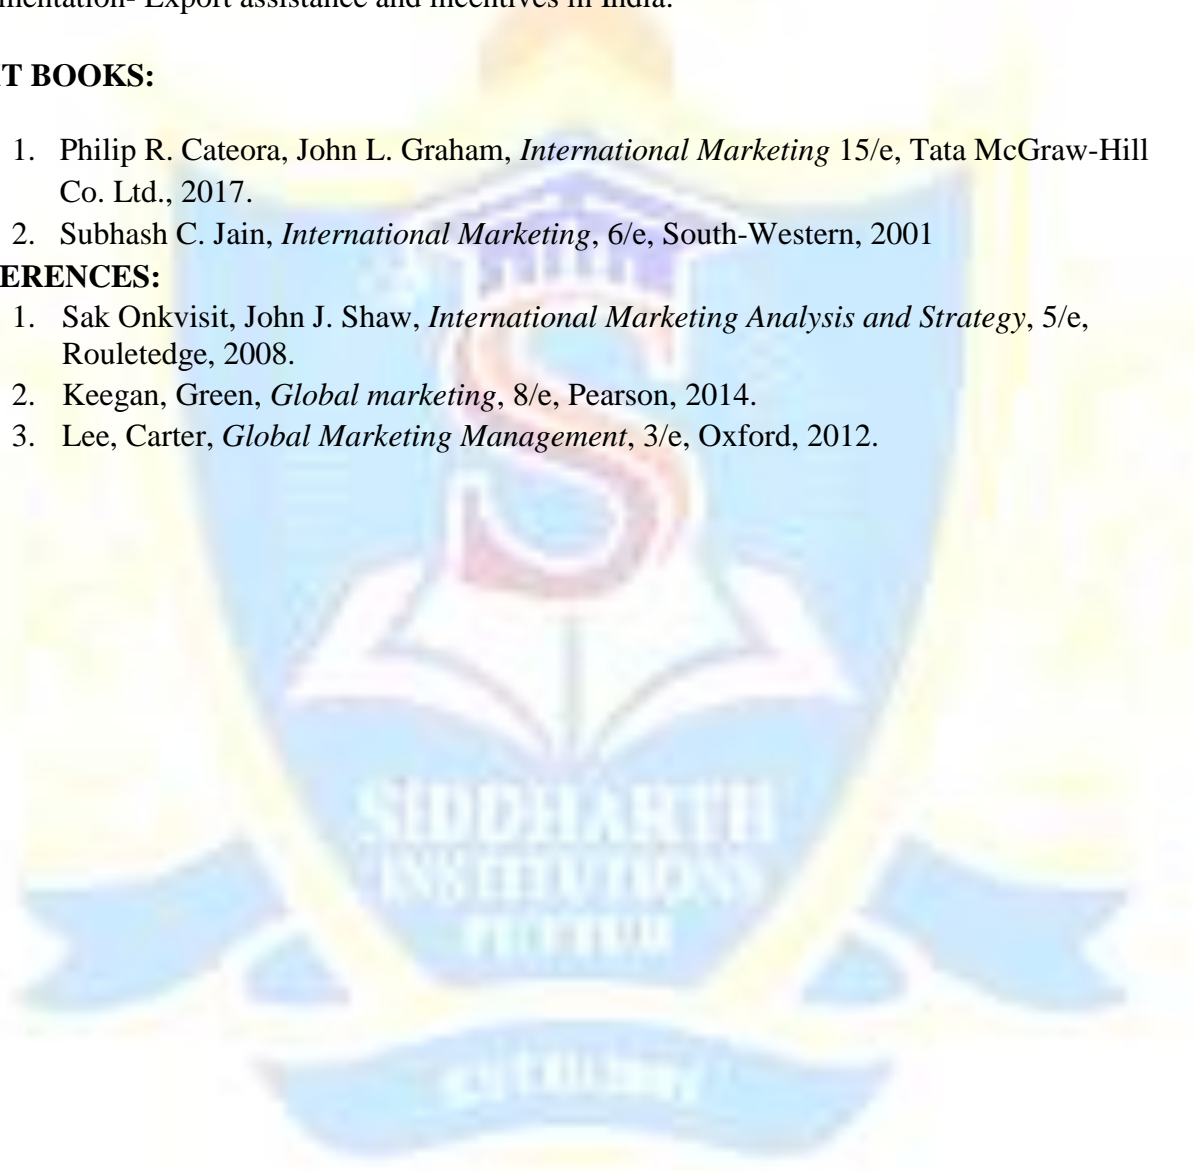 mentation- Export assistance and incentives in India.
T BOOKS:
1. Philip R. Cateora, John L. Graham, International Marketing 15/e, Tata McGraw-Hill
Co. Ltd., 2017.
2. Subhash C. Jain, International Marketing, 6/e, South-Western, 2001
ERENCES:
1. Sak Onkvisit, John J. Shaw, International Marketing Analysis and Strategy, 5/e,
Rouletedge, 2008.
2. Keegan, Green, Global marketing, 8/e, Pearson, 2014.
3. Lee, Carter, Global Marketing Management, 3/e, Oxford, 2012.
SIDDHARTH
INSTITUTIONS
PUTTUR